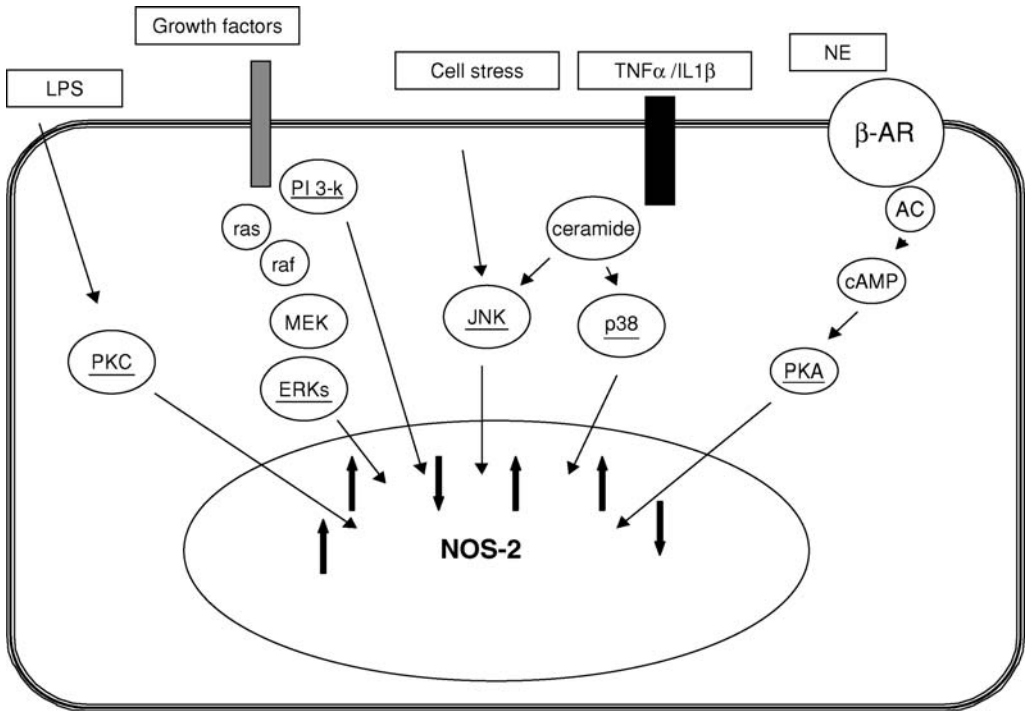 Growth factors
LPS
Cell stress
TNFα /IL1β
NE
β-AR
PI 3-k
AC
ras
ceramide
raf
cAMP
MEK
JNK
p38
PKC
PKA
ERKs
NOS-2